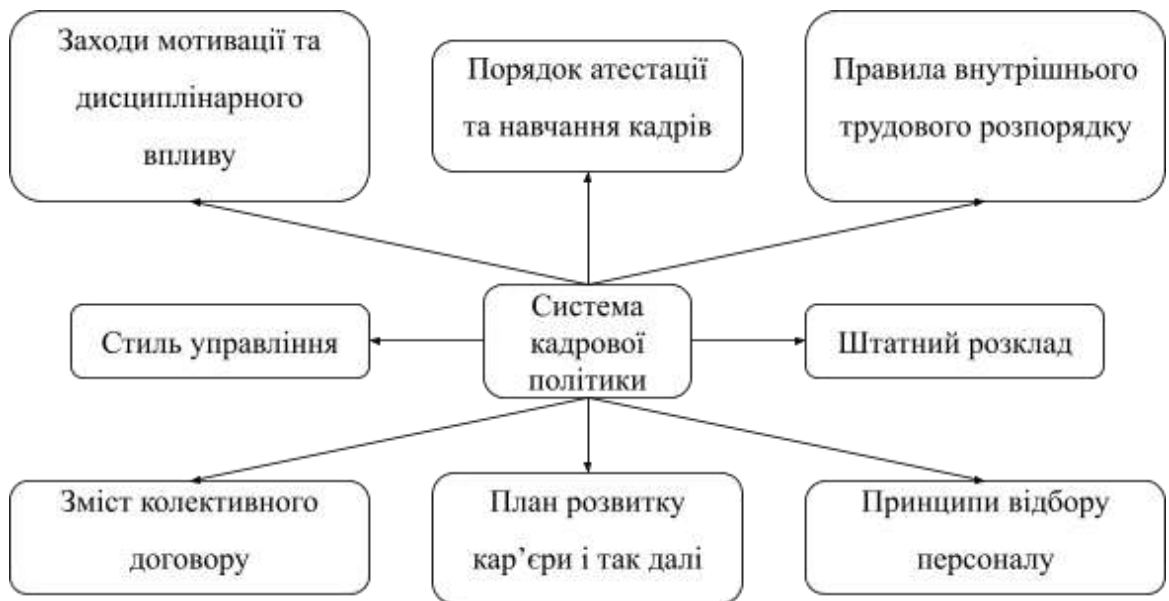 Заходи мотивації та
дисциплінарного
впливу
Порядок атестації
та навчання кадрів
Правила внутрішнього
трудового розпорядку
Стиль управління
Система
кадрової
політики
Штатний розклад
Зміст колективного
договору
План розвитку
кар’єри і так далі
Принципи відбору
персоналу